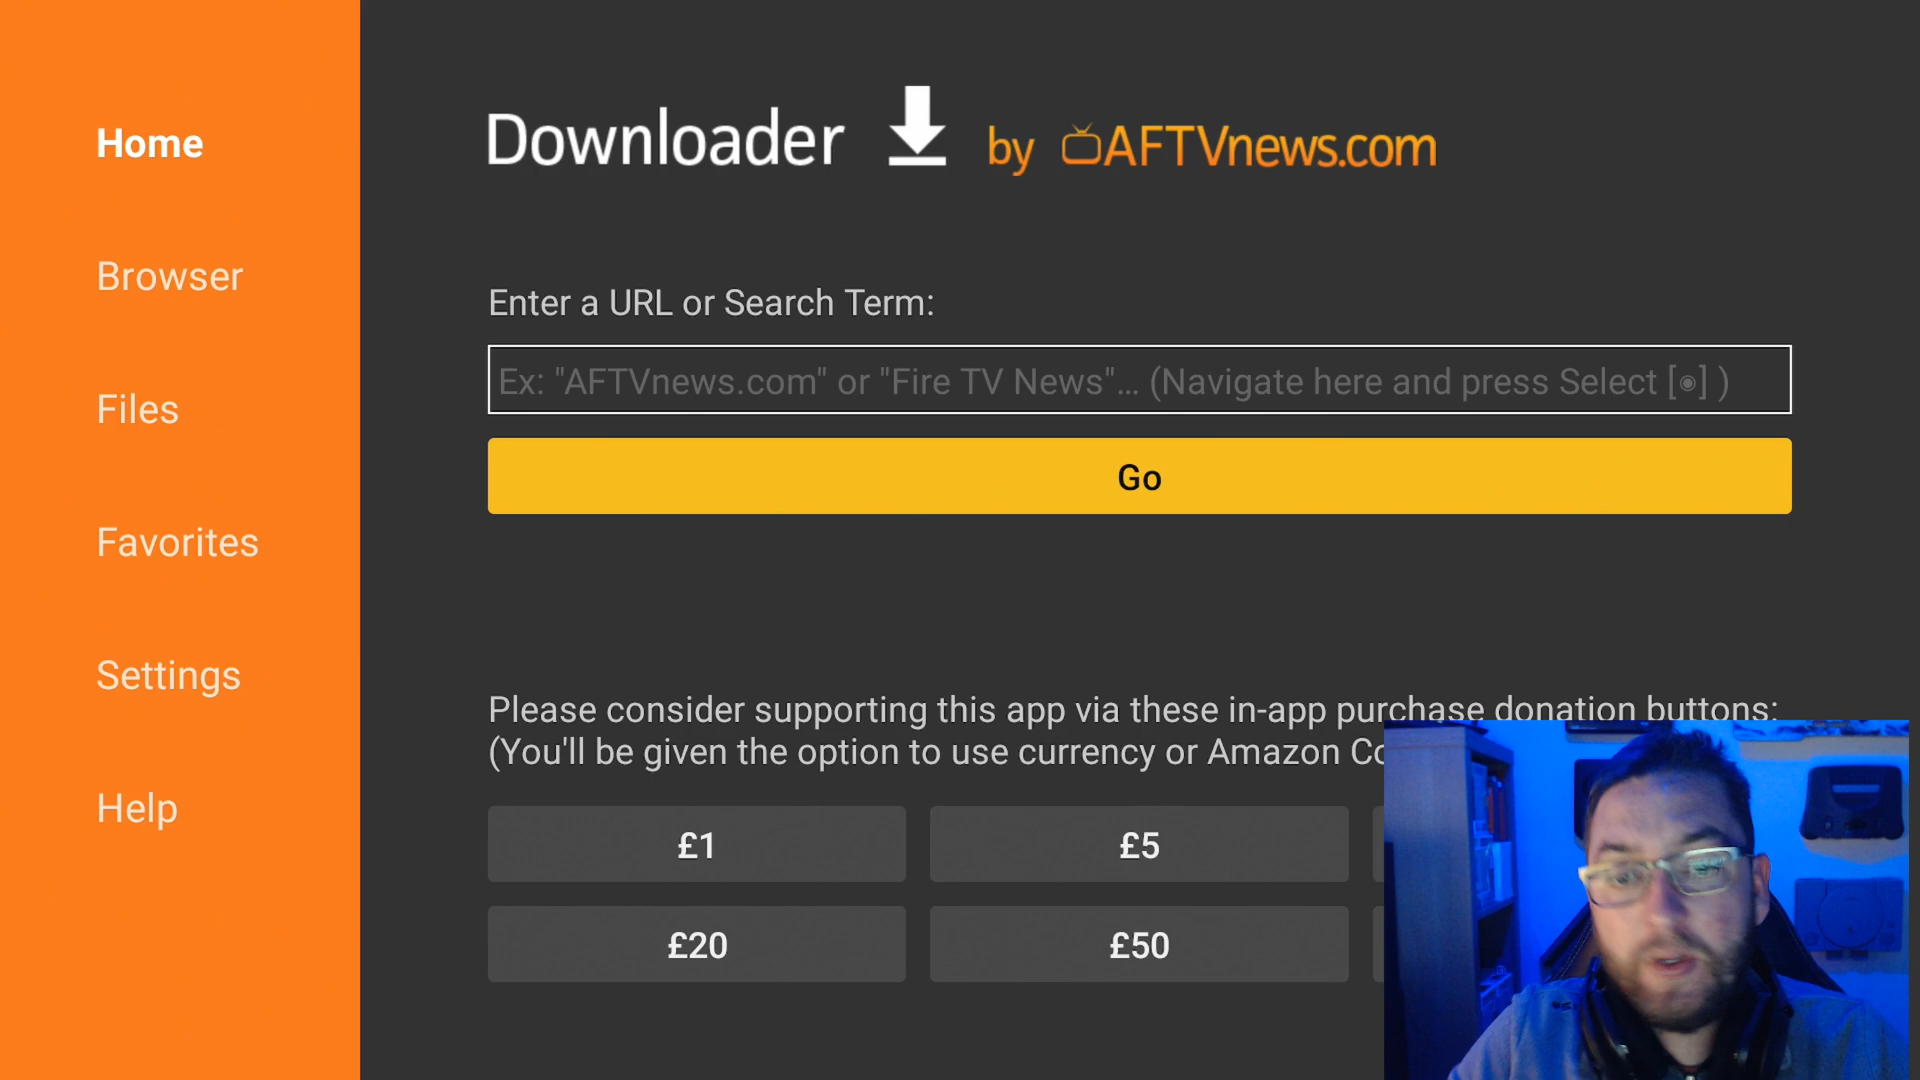 Home
Browser
Files
Favorites
Settings
Help
Downloader by AFTVnews.com
Enter a URL or Search Term:
Ex: "AFTVnews.com" or "Fire TV News"... (Navigate here and press Select [◉] )
Go
Please consider supporting this app via these in-app purchase donation buttons:
(You'll be given the option to use currency or Amazon
£1
£5
£20
£50